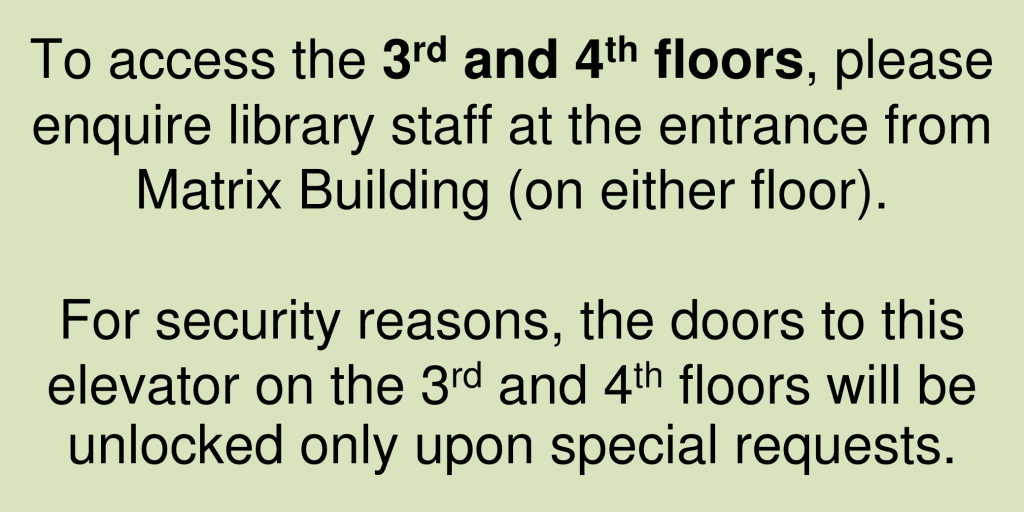 To access the 3rd and 4th floors, please
enquire library staff at the entrance from
Matrix Building (on either floor).
For security reasons, the doors to this
elevator on the 3rd and 4th floors will be
unlocked only upon special requests.